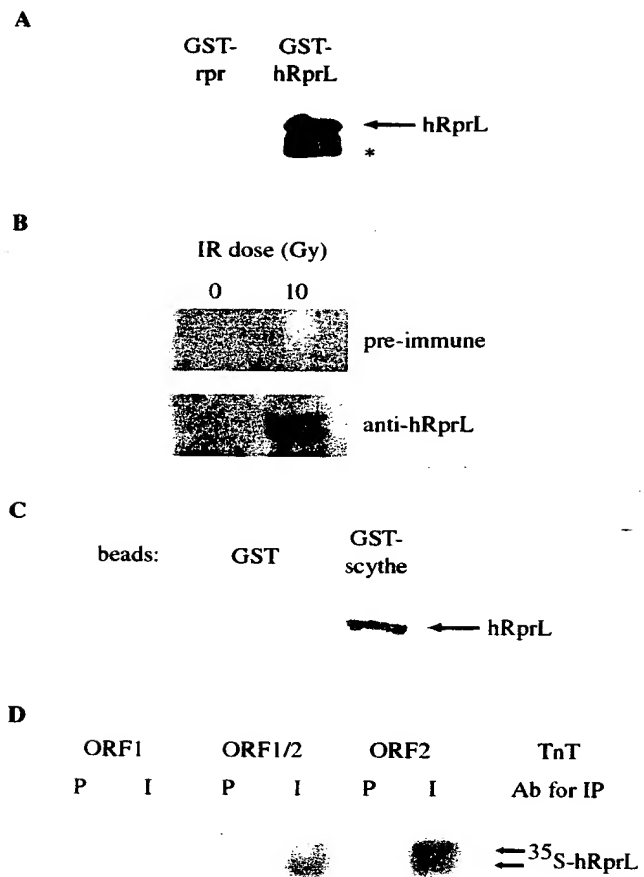 A
GST-
rpr
GST-
hRprL
hRprL
*
B
IR dose (Gy)
0 10
pre-immune
anti-hRprL
C
beads: GST
GST-
scythe
hRprL
D
ORF1 ORF1/2 ORF2 TnT
P I P I P I Ab for IP
35S-hRprL